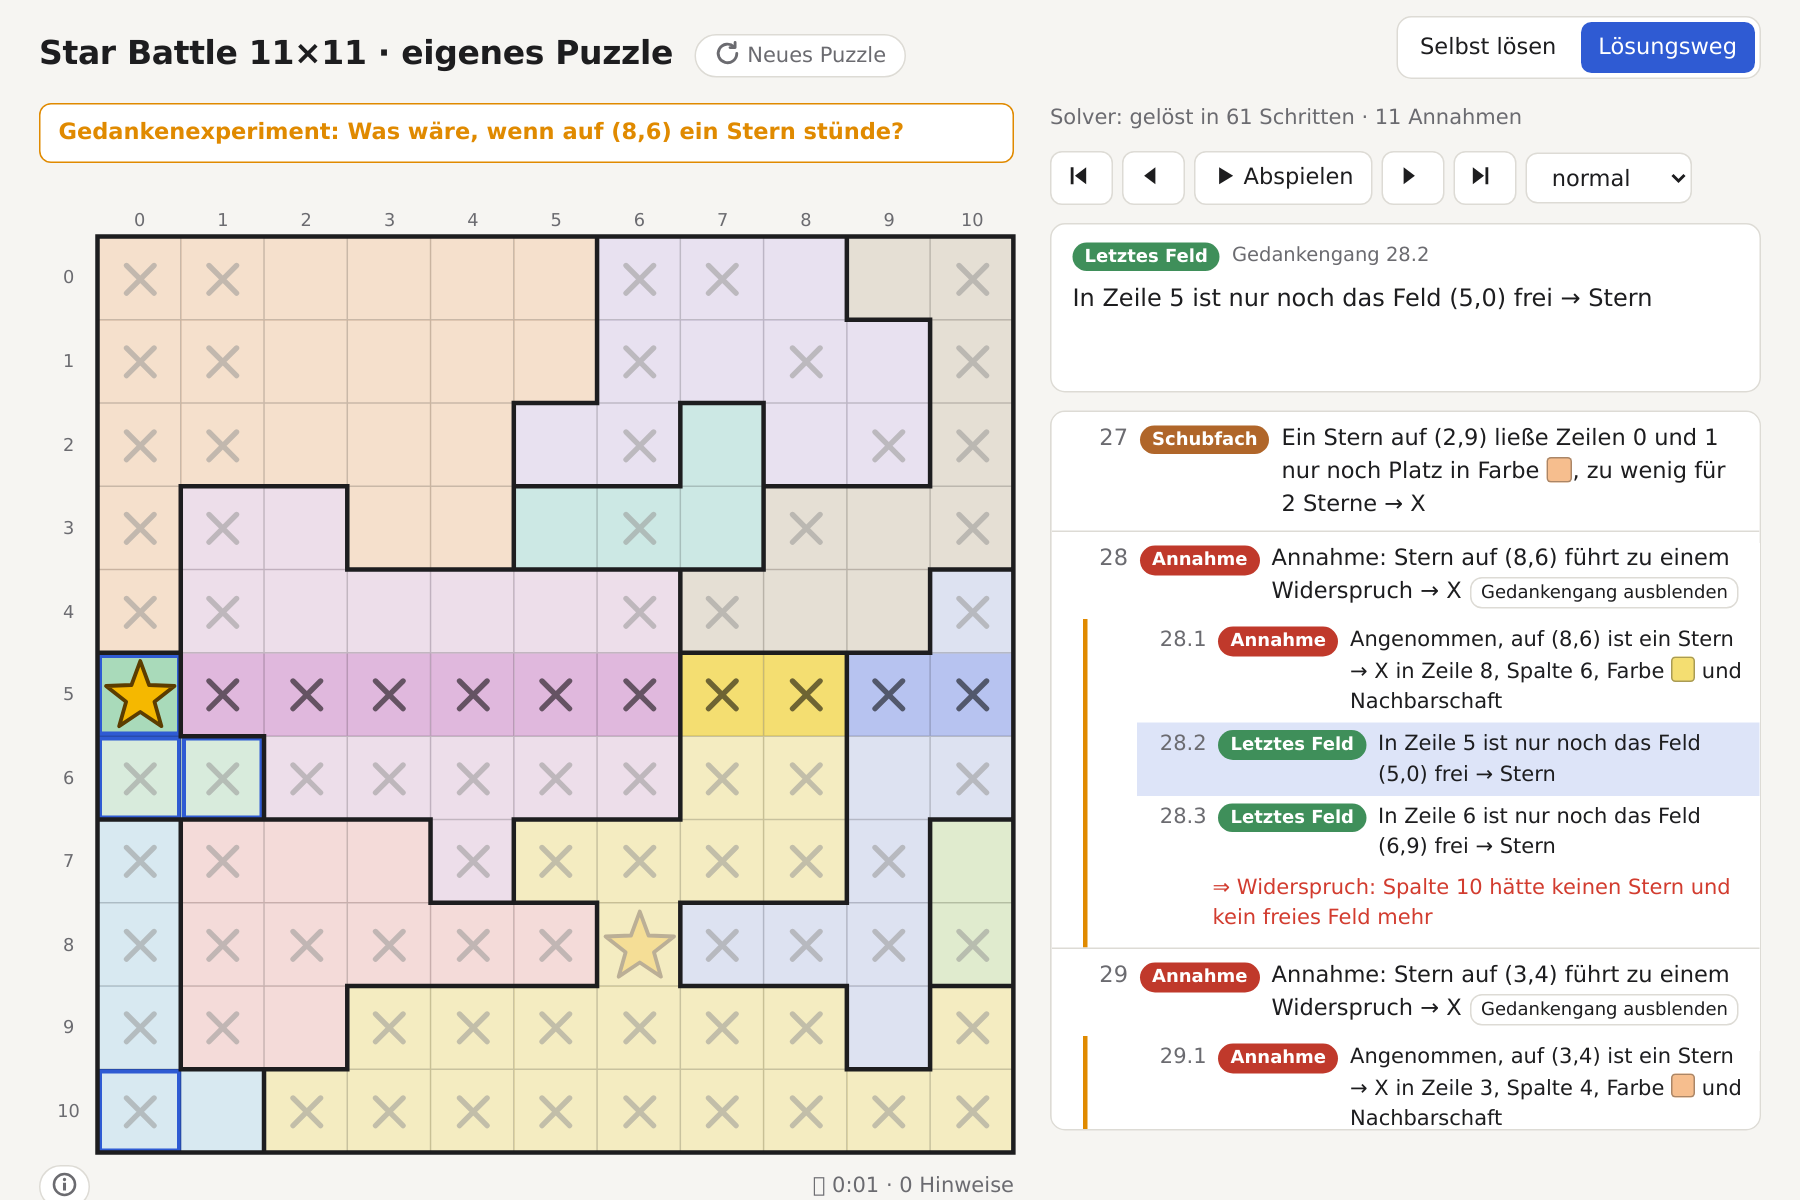 Star Battle 11×11 · eigenes Puzzle
Neues Puzzle
Selbst lösen
Lösungsweg
Gedankenexperiment: Was wäre, wenn auf (8,6) ein Stern stünde?
0 1 2 3 4 5 6 7 8 9 10
0
1
2
3
4
5
6
7
8
9
10
0:01 · 0 Hinweise
Solver: gelöst in 61 Schritten · 11 Annahmen
Abspielen
normal
Letztes Feld Gedankengang 28.2
In Zeile 5 ist nur noch das Feld (5,0) frei → Stern
27 Schubfach Ein Stern auf (2,9) ließe Zeilen 0 und 1
nur noch Platz in Farbe , zu wenig für
2 Sterne → X
28 Annahme Annahme: Stern auf (8,6) führt zu einem
Widerspruch → X Gedankengang ausblenden
28.1 Annahme Angenommen, auf (8,6) ist ein Stern
→ X in Zeile 8, Spalte 6, Farbe und
Nachbarschaft
28.2 Letztes Feld In Zeile 5 ist nur noch das Feld
(5,0) frei → Stern
28.3 Letztes Feld In Zeile 6 ist nur noch das Feld
(6,9) frei → Stern
⇒ Widerspruch: Spalte 10 hätte keinen Stern und
kein freies Feld mehr
29 Annahme Annahme: Stern auf (3,4) führt zu einem
Widerspruch → X Gedankengang ausblenden
29.1 Annahme Angenommen, auf (3,4) ist ein Stern
→ X in Zeile 3, Spalte 4, Farbe und
Nachbarschaft